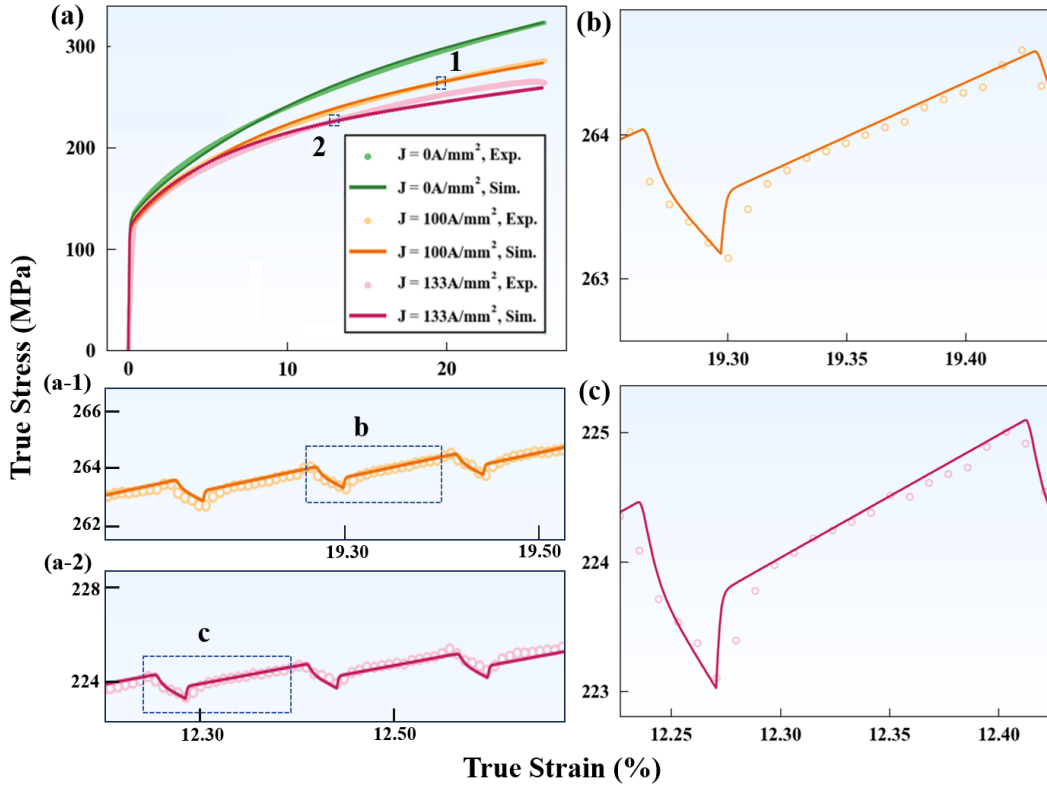 (a)
300
200
100
0
0
10
20
1
2
J = 0A/mm², Exp.
J = 0A/mm², Sim.
J = 100A/mm², Exp.
J = 100A/mm², Sim.
J = 133A/mm², Exp.
J = 133A/mm², Sim.
(b)
264
263
19.30
19.35
19.40
True Stress (MPa)
(a-1)
266
264
262
b
19.30
19.50
(a-2)
228
224
c
12.30
12.50
(c)
225
224
223
12.25
12.30
12.35
12.40
True Strain (%)